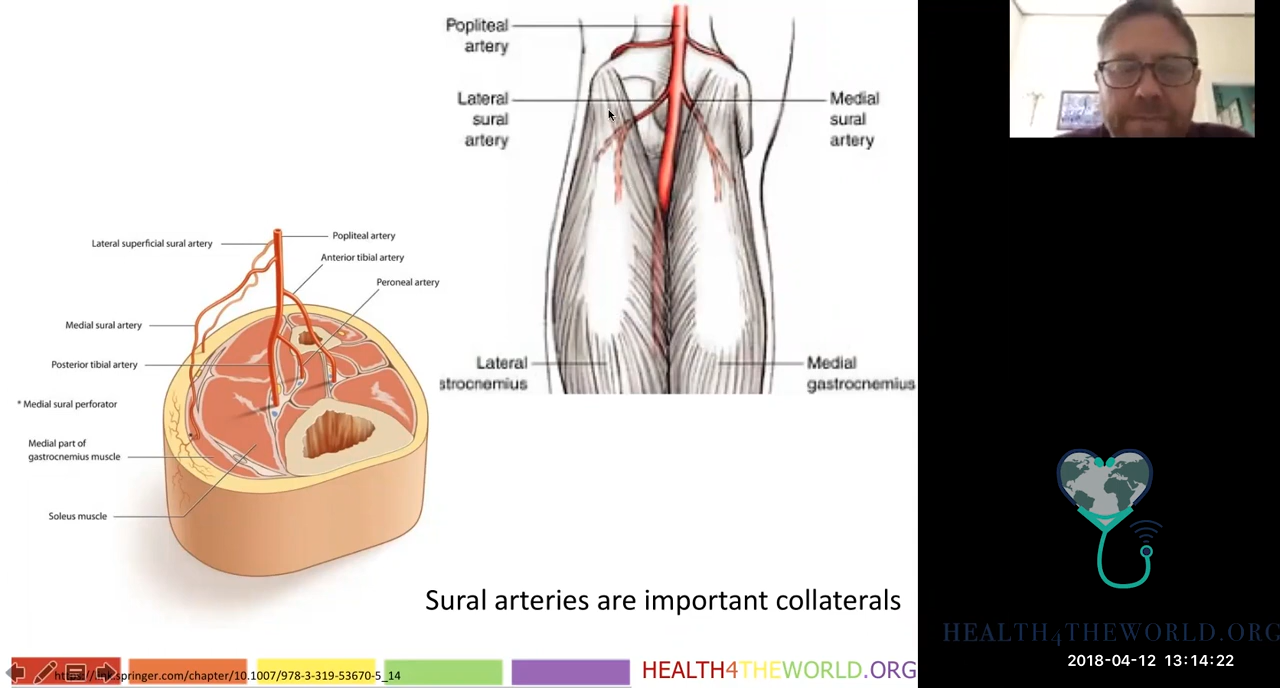 Popliteal
artery
Lateral
sural
artery
Medial
sural
artery
Lateral
strocnemius
Medial
gastrocnemius
Lateral superficial sural artery
Popliteal artery
Anterior tibial artery
Peroneal artery
Medial sural artery
Posterior tibial artery
* Medial sural perforator
Medial part of
gastrocnemius muscle
Soleus muscle
Sural arteries are important collaterals
https://link.springer.com/chapter/10.1007/978-3-319-53670-5_14
HEALTH4THEWORLD.ORG
HEALTH4THEWORLD.ORG
2018-04-12 13:14:22